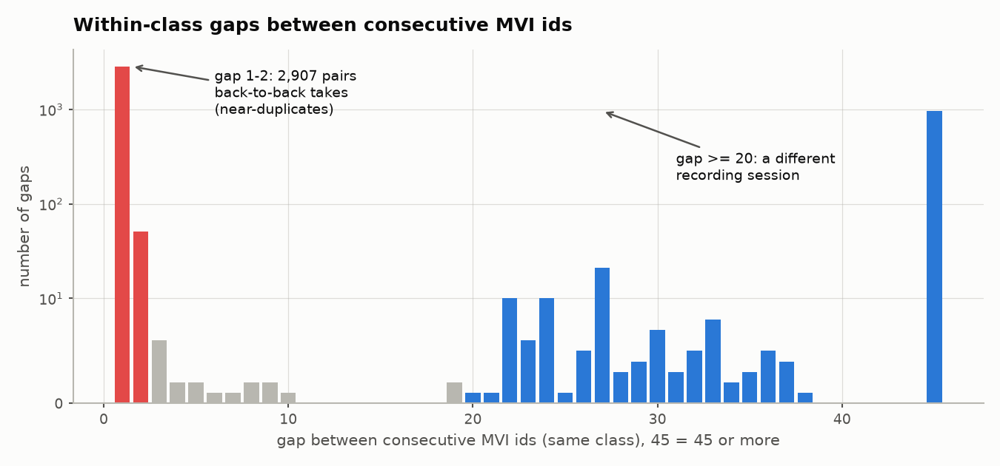 Within-class gaps between consecutive MVI ids
gap 1-2: 2,907 pairs
back-to-back takes
(near-duplicates)
gap >= 20: a different
recording session
number of gaps
10³
10²
10¹
0
0 10 20 30 40
gap between consecutive MVI ids (same class), 45 = 45 or more